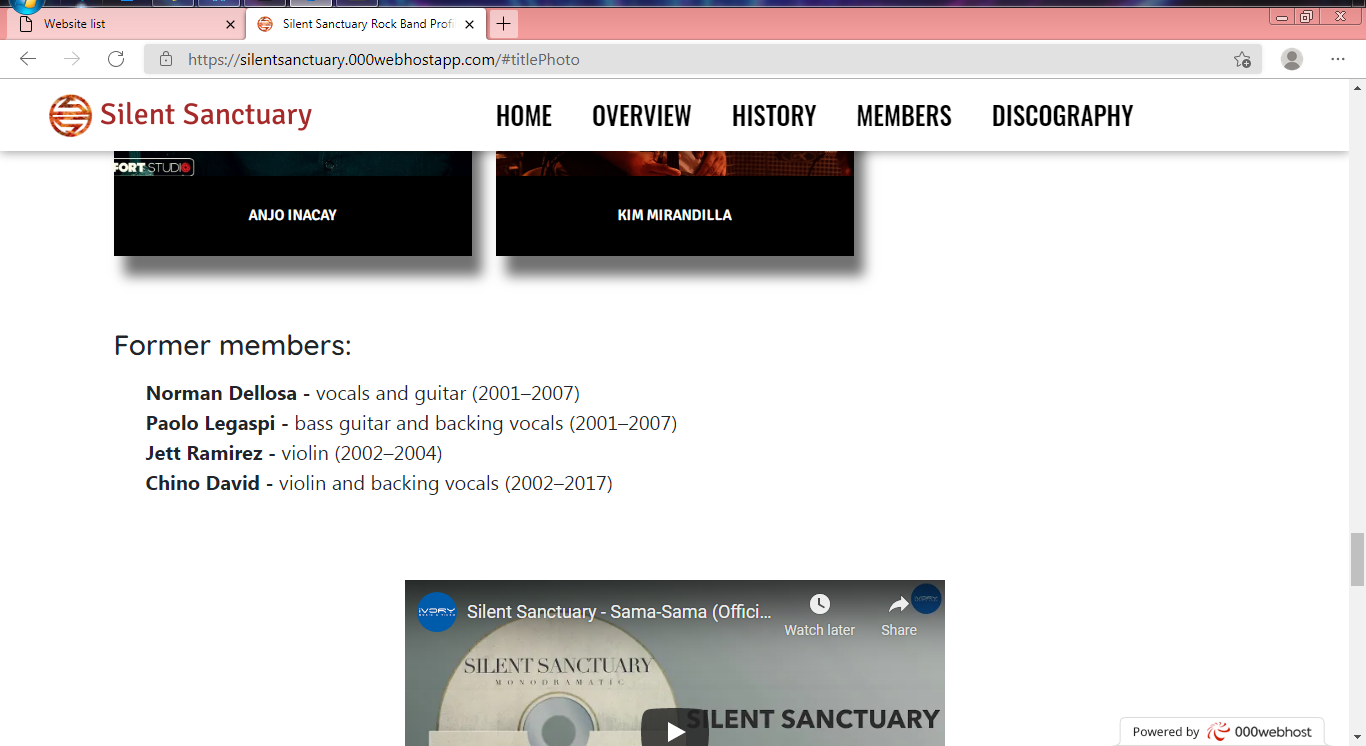 Website list
Silent Sanctuary Rock Band Profi
https://silentsanctuary.000webhostapp.com/#titlePhoto
Silent Sanctuary
HOME OVERVIEW HISTORY MEMBERS DISCOGRAPHY
FORT STUDIO
ANJO INACAY
KIM MIRANDILLA
Former members:
Norman Dellosa - vocals and guitar (2001–2007)
Paolo Legaspi - bass guitar and backing vocals (2001–2007)
Jett Ramirez - violin (2002–2004)
Chino David - violin and backing vocals (2002–2017)
IVORY
Silent Sanctuary - Sama-Sama (Offici...
Watch later
Share
SILENT SANCTUARY
MONODRAMATIC
SILENT SANCTUARY
Powered by 000webhost